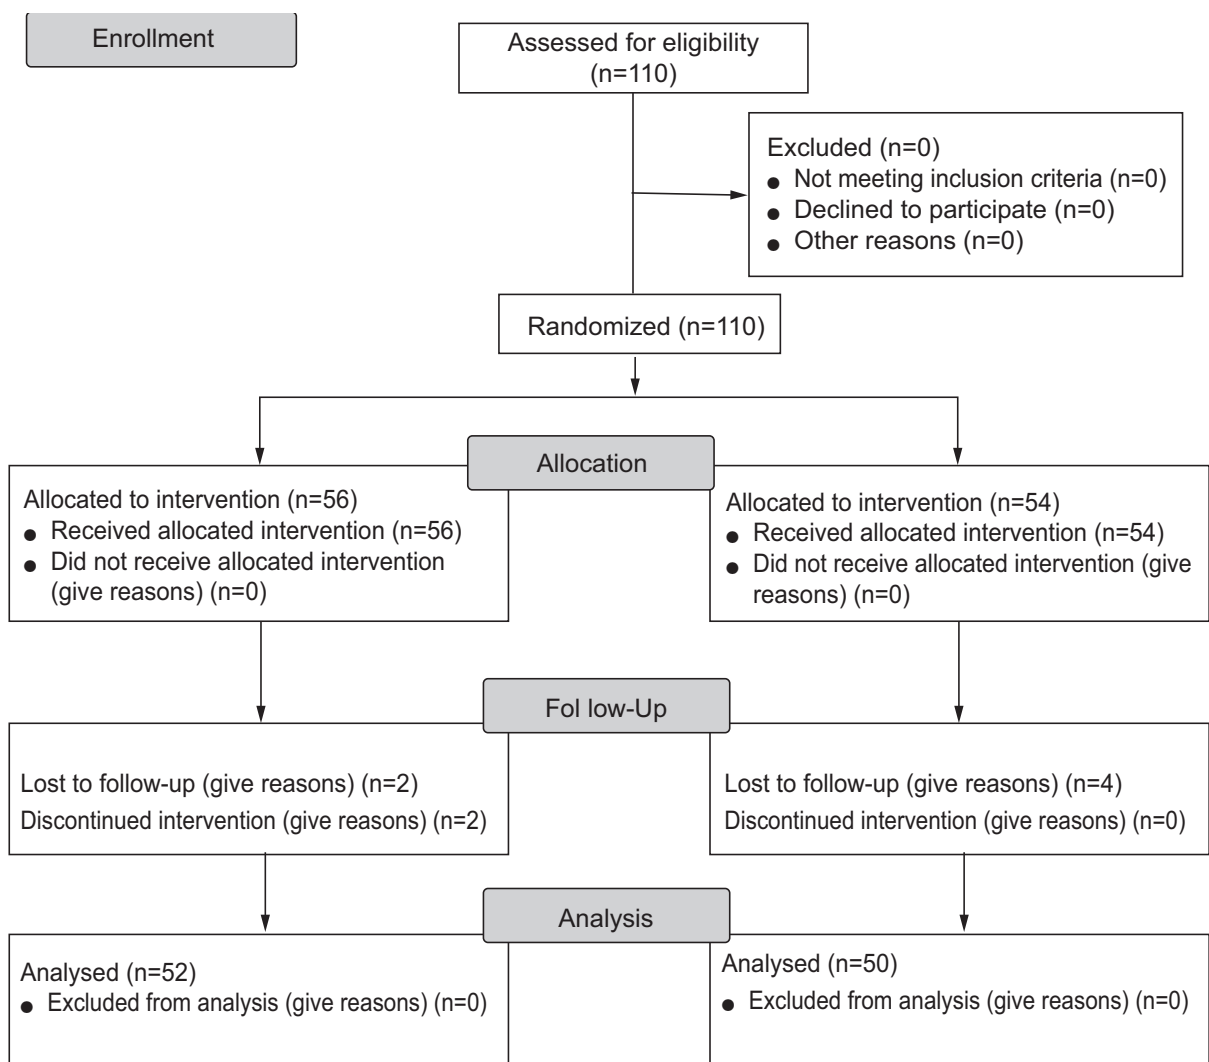 Enrollment
Assessed for eligibility
(n=110)
Excluded (n=0)
● Not meeting inclusion criteria (n=0)
● Declined to participate (n=0)
● Other reasons (n=0)
Randomized (n=110)
Allocation
Allocated to intervention (n=56)
● Received allocated intervention (n=56)
● Did not receive allocated intervention
(give reasons) (n=0)
Allocated to intervention (n=54)
● Received allocated intervention (n=54)
● Did not receive allocated intervention (give
reasons) (n=0)
Fol low-Up
Lost to follow-up (give reasons) (n=2)
Discontinued intervention (give reasons) (n=2)
Lost to follow-up (give reasons) (n=4)
Discontinued intervention (give reasons) (n=0)
Analysis
Analysed (n=52)
● Excluded from analysis (give reasons) (n=0)
Analysed (n=50)
● Excluded from analysis (give reasons) (n=0)